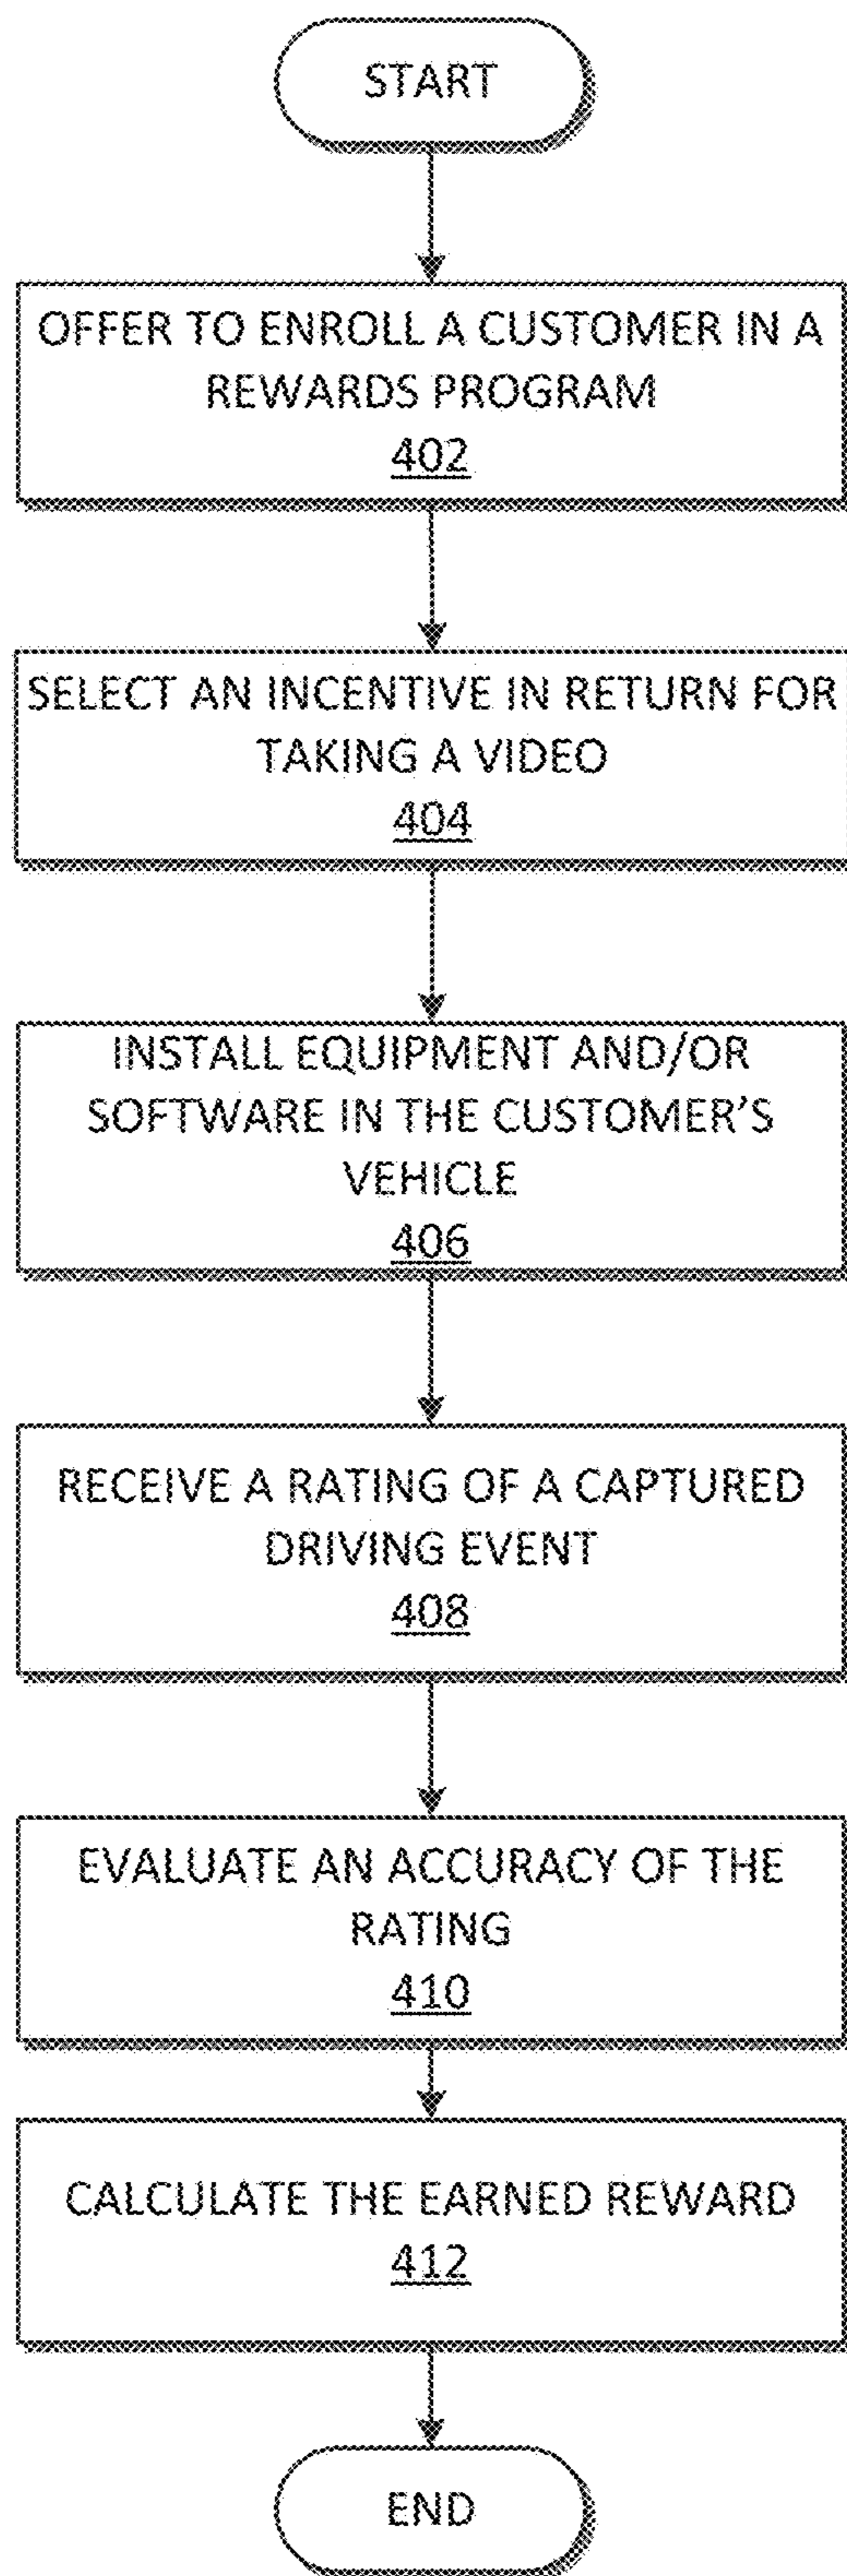 START
OFFER TO ENROLL A CUSTOMER IN A
REWARDS PROGRAM
402
SELECT AN INCENTIVE IN RETURN FOR
TAKING A VIDEO
404
INSTALL EQUIPMENT AND/OR
SOFTWARE IN THE CUSTOMER'S
VEHICLE
406
RECEIVE A RATING OF A CAPTURED
DRIVING EVENT
408
EVALUATE AN ACCURACY OF THE
RATING
410
CALCULATE THE EARNED REWARD
412
END